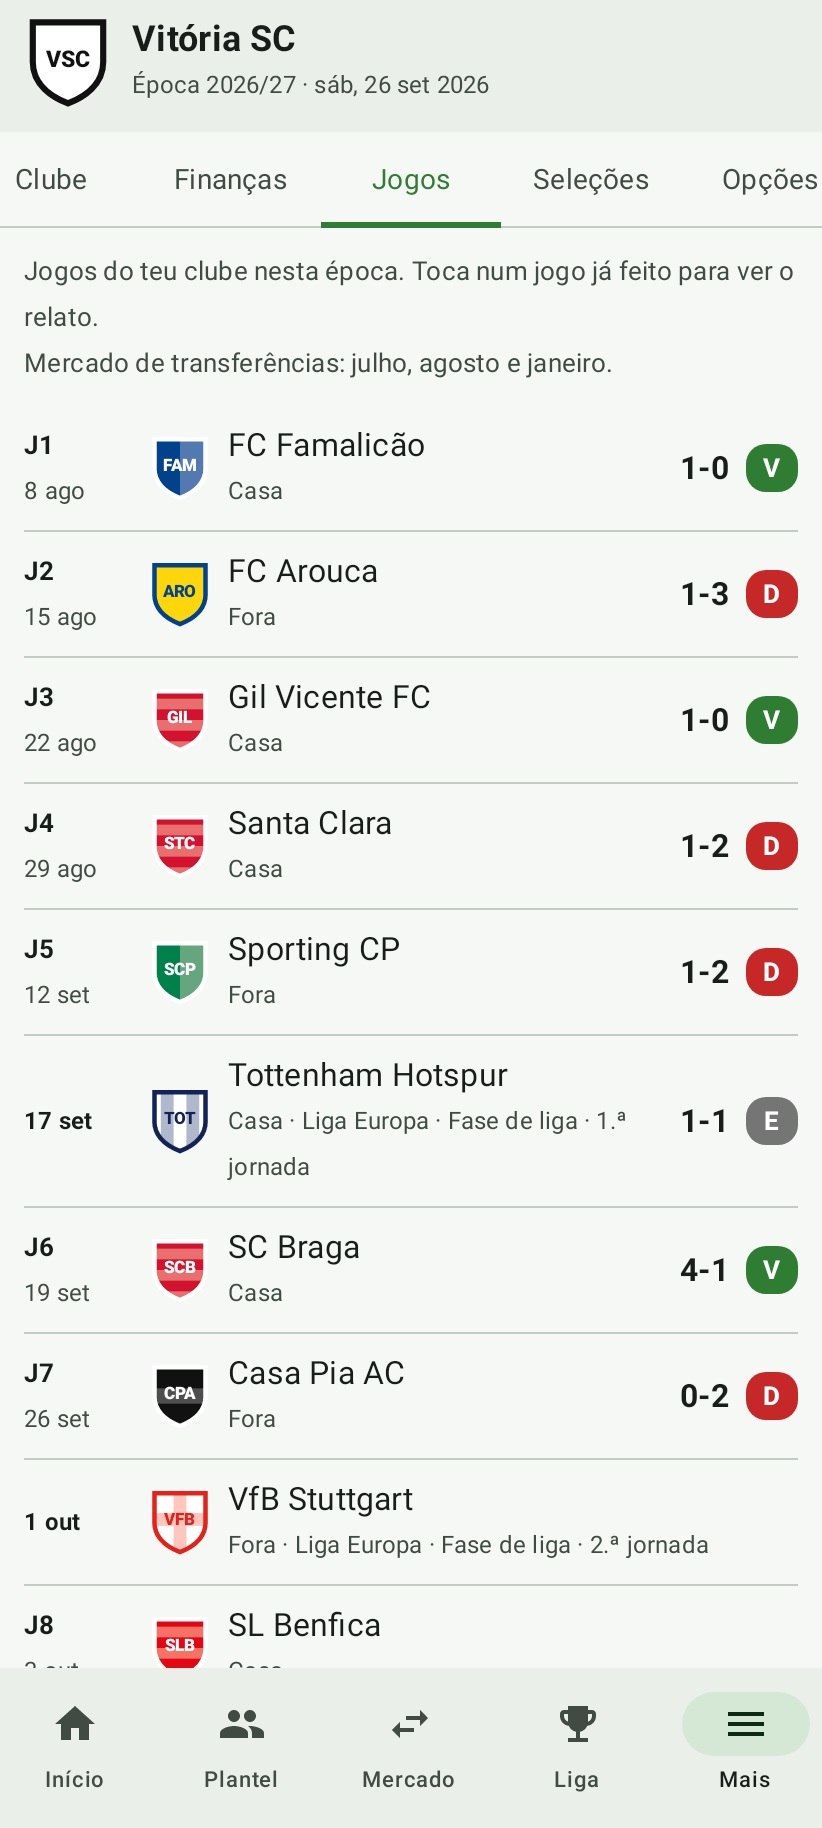 VSC
Vitória SC
Época 2026/27 · sáb, 26 set 2026
Clube Finanças Jogos Seleções Opções
Jogos do teu clube nesta época. Toca num jogo já feito para ver o
relato.
Mercado de transferências: julho, agosto e janeiro.
J1 FAM FC Famalicão 1-0 V
8 ago Casa
J2 ARO FC Arouca 1-3 D
15 ago Fora
J3 GIL Gil Vicente FC 1-0 V
22 ago Casa
J4 STC Santa Clara 1-2 D
29 ago Casa
J5 SCP Sporting CP 1-2 D
12 set Fora
Tottenham Hotspur
17 set TOT Casa · Liga Europa · Fase de liga · 1.ª 1-1 E
jornada
J6 SCB SC Braga 4-1 V
19 set Casa
J7 CPA Casa Pia AC 0-2 D
26 set Fora
1 out VFB VfB Stuttgart
Fora · Liga Europa · Fase de liga · 2.ª jornada
J8 SLB SL Benfica
Início Plantel Mercado Liga Mais